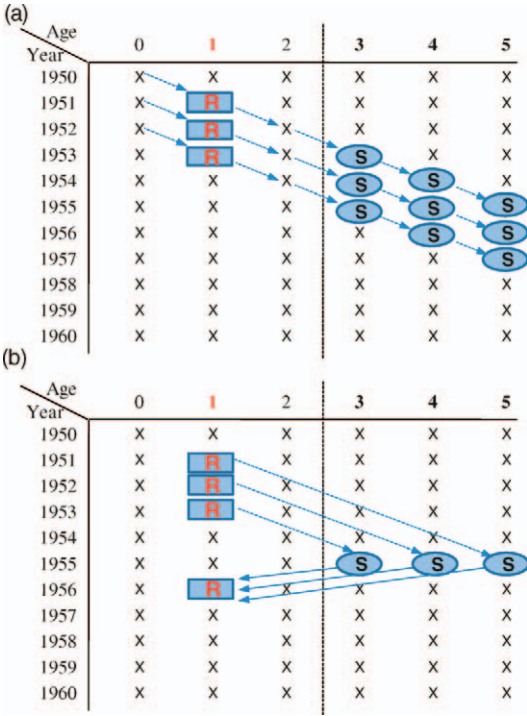 (a)
Age 0 1 2 3 4 5
Year
1950 X X X X X X
1951 X R X X X X
1952 X R X X X X
1953 X R X S X X
1954 X X X S S X
1955 X X X S S S
1956 X X X X S S
1957 X X X X X S
1958 X X X X X X
1959 X X X X X X
1960 X X X X X X
(b)
Age 0 1 2 3 4 5
Year
1950 X X X X X X
1951 X R X X X X
1952 X R X X X X
1953 X R X X X X
1954 X X X X X X
1955 X X X S S S
1956 X R X X X X
1957 X X X X X X
1958 X X X X X X
1959 X X X X X X
1960 X X X X X X